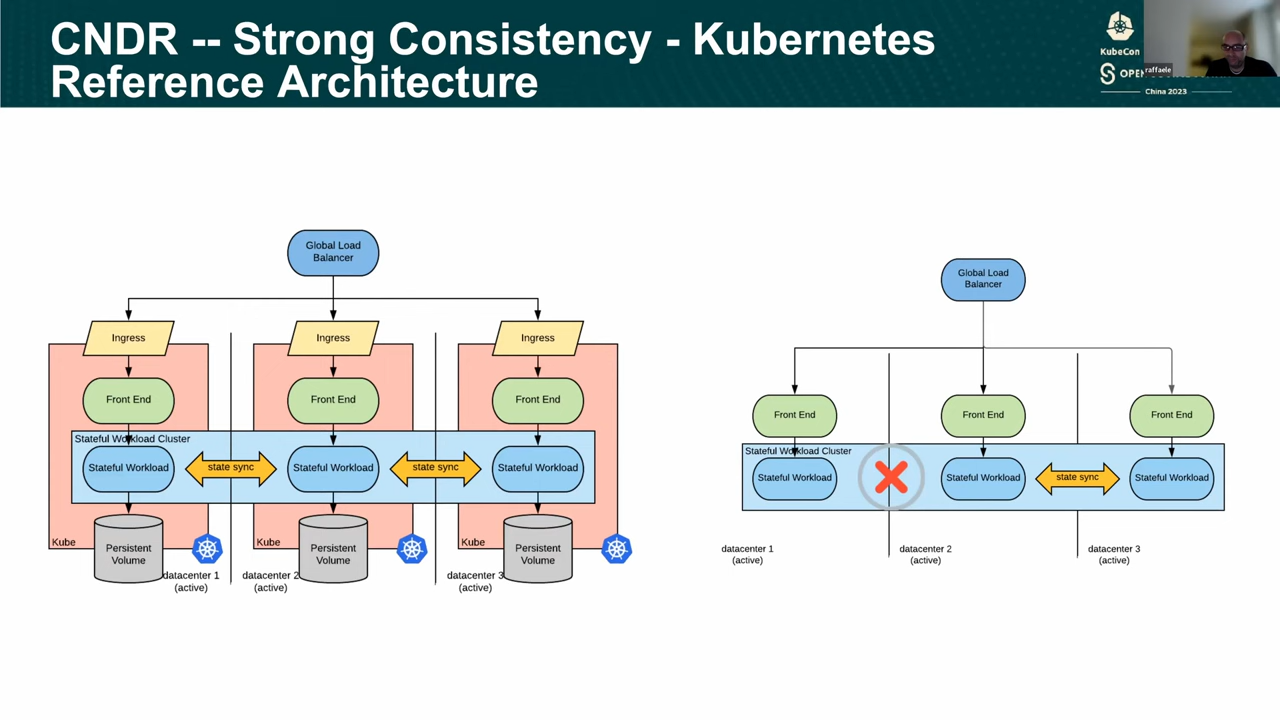 CNDR -- Strong Consistency - Kubernetes
Reference Architecture
KubeCon
raffaele
S OPEN
China 2023
Global Load
Balancer
Ingress
Ingress
Ingress
Front End
Front End
Front End
Stateful Workload Cluster
Stateful Workload
state sync
Stateful Workload
state sync
Stateful Workload
Kube
Kube
Kube
Persistent
Volume
Persistent
Volume
Persistent
Volume
datacenter 1
(active)
datacenter 2
(active)
datacenter 3
(active)
Global Load
Balancer
Front End
Front End
Front End
Stateful Workload Cluster
Stateful Workload
Stateful Workload
state sync
Stateful Workload
datacenter 1
(active)
datacenter 2
(active)
datacenter 3
(active)